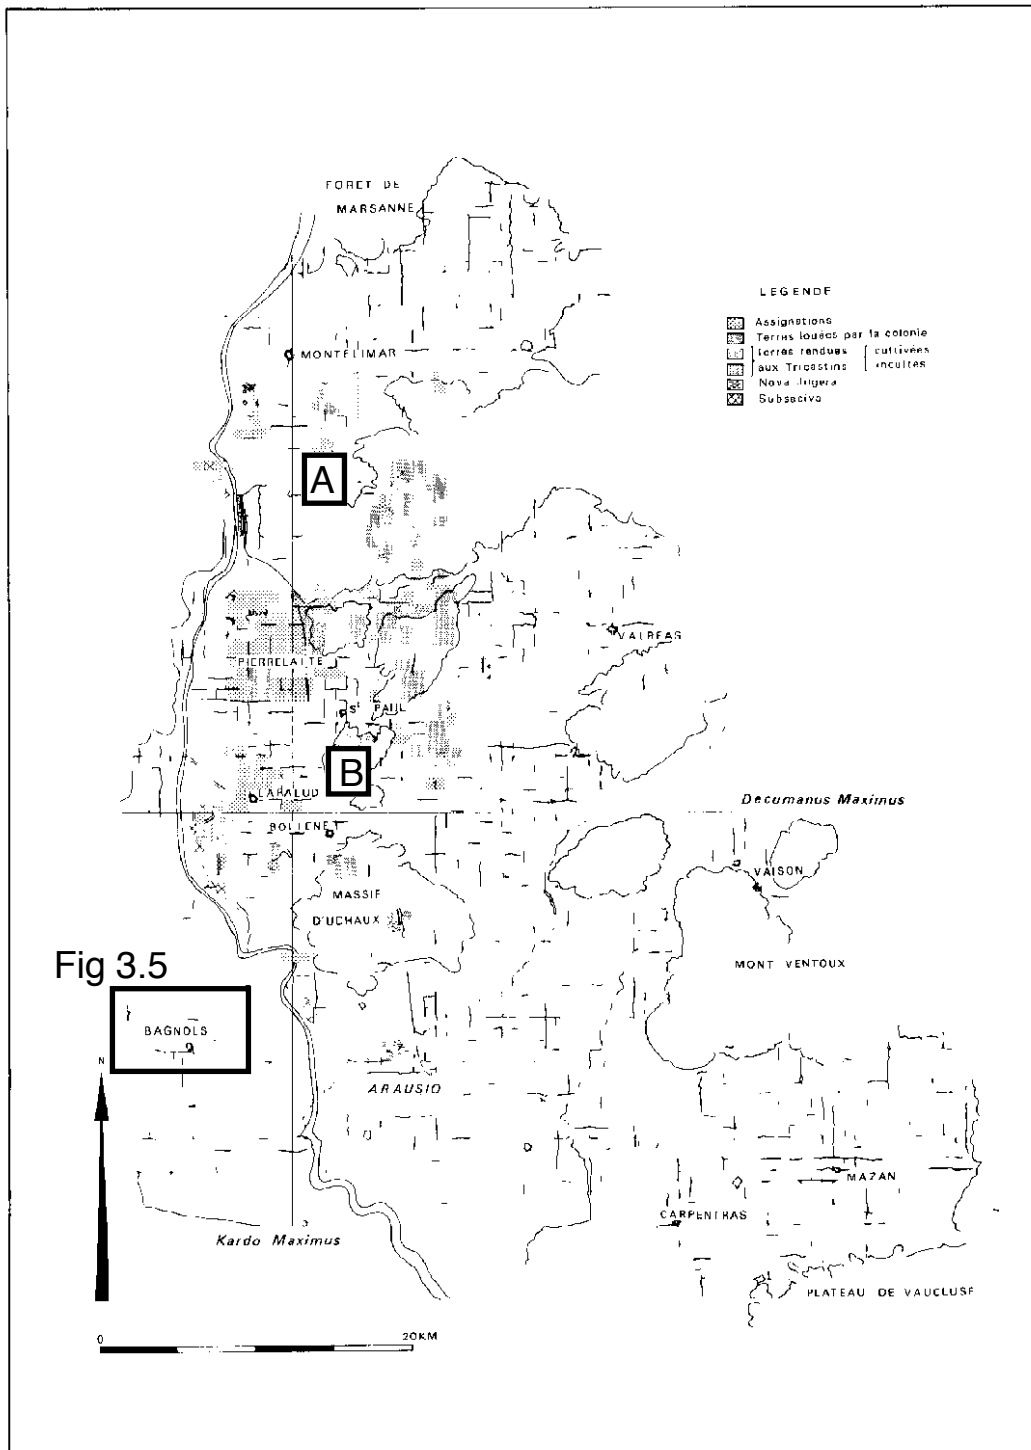 FORET DE
MARSANNE
LEGENDE
Assignations
Terres louées par la colonie
Terres rendues
aux Tricastins
cultivées
incultes
Nova Jugera
Subseciva
MONTELIMAR
A
VALREAS
PIERRELATTE
St PAUL
B
LAPALUD
Decumanus Maximus
BOLLENE
VAISON
MASSIF
D'UCHAUX
MONT VENTOUX
Fig 3.5
BAGNOLS
N
ARAUSIO
MAZAN
CARPENTRAS
Kardo Maximus
PLATEAU DE VAUCLUSE
0
20KM